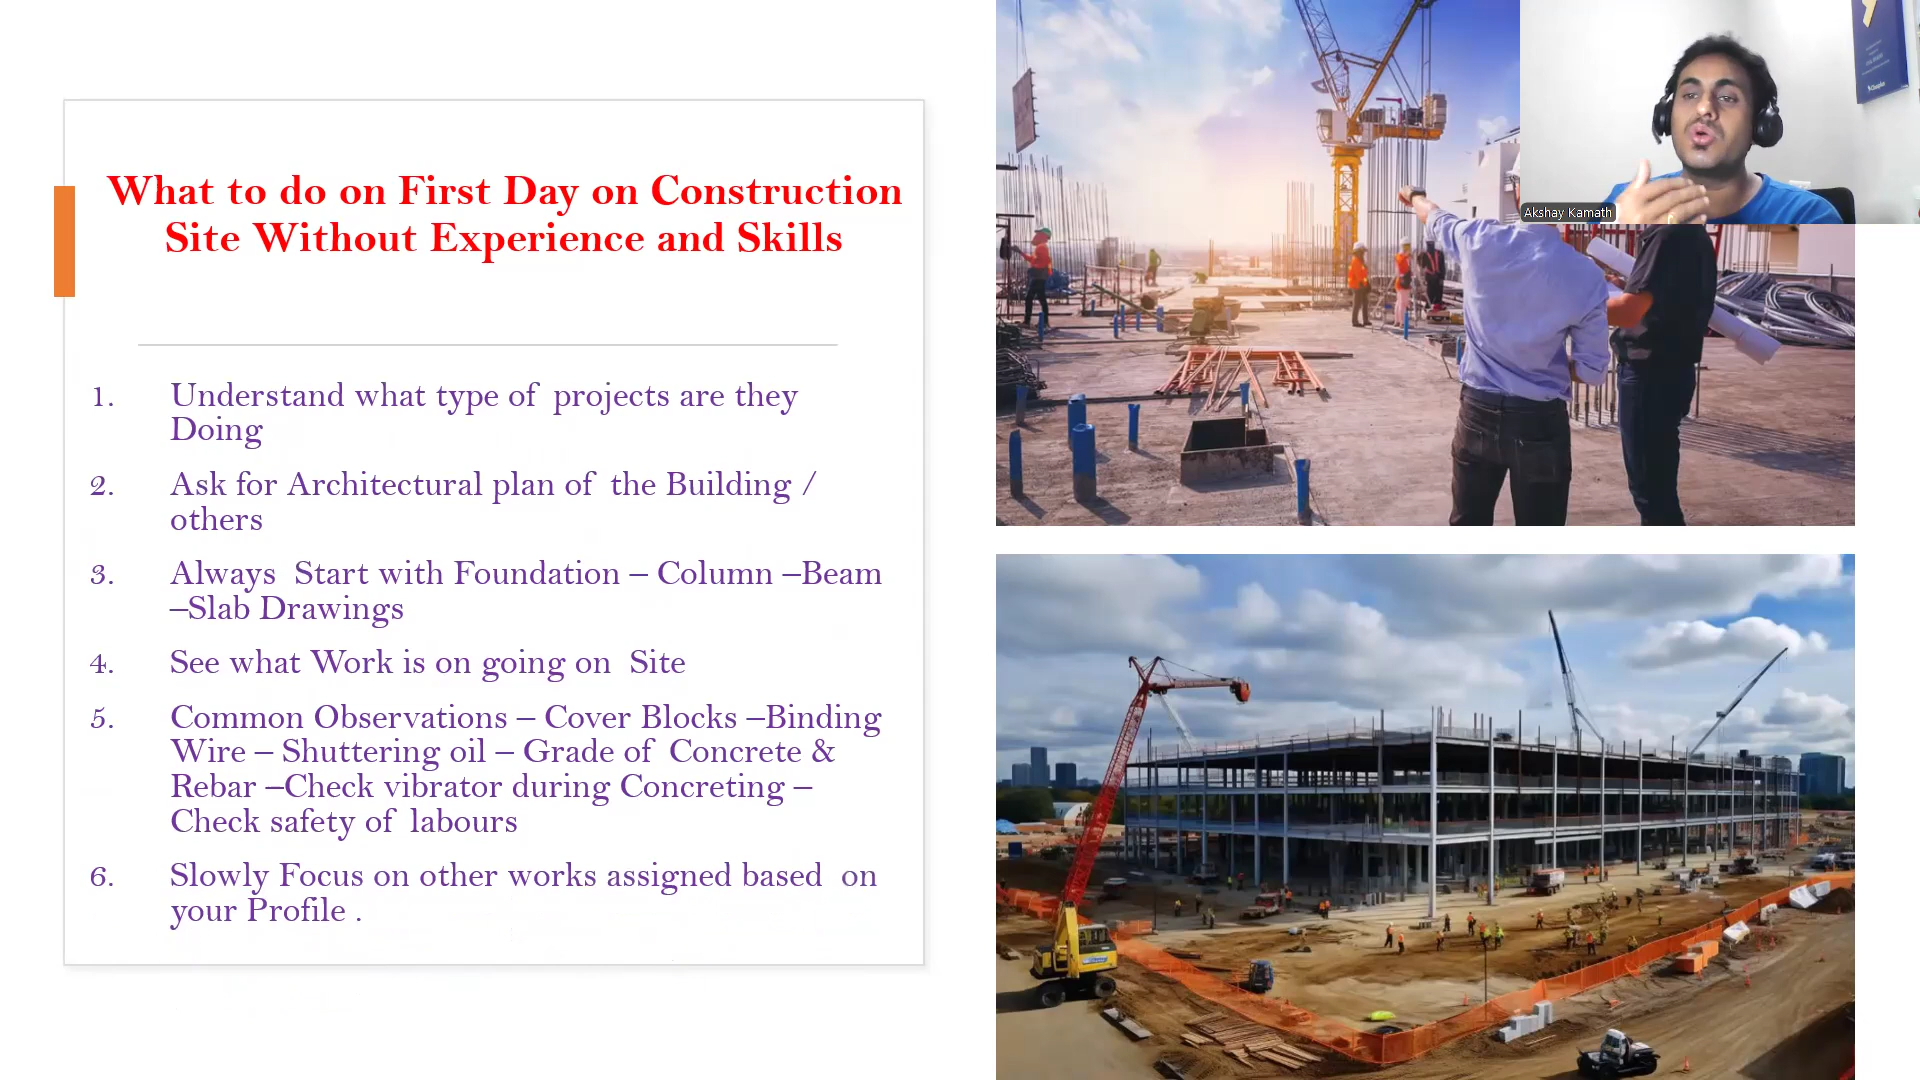 What to do on First Day on Construction
Site Without Experience and Skills
1. Understand what type of projects are they
Doing
2. Ask for Architectural plan of the Building /
others
3. Always Start with Foundation – Column –Beam
–Slab Drawings
4. See what Work is on going on Site
5. Common Observations – Cover Blocks –Binding
Wire – Shuttering oil – Grade of Concrete &
Rebar –Check vibrator during Concreting –
Check safety of labours
6. Slowly Focus on other works assigned based on
your Profile .
Akshay Kamath